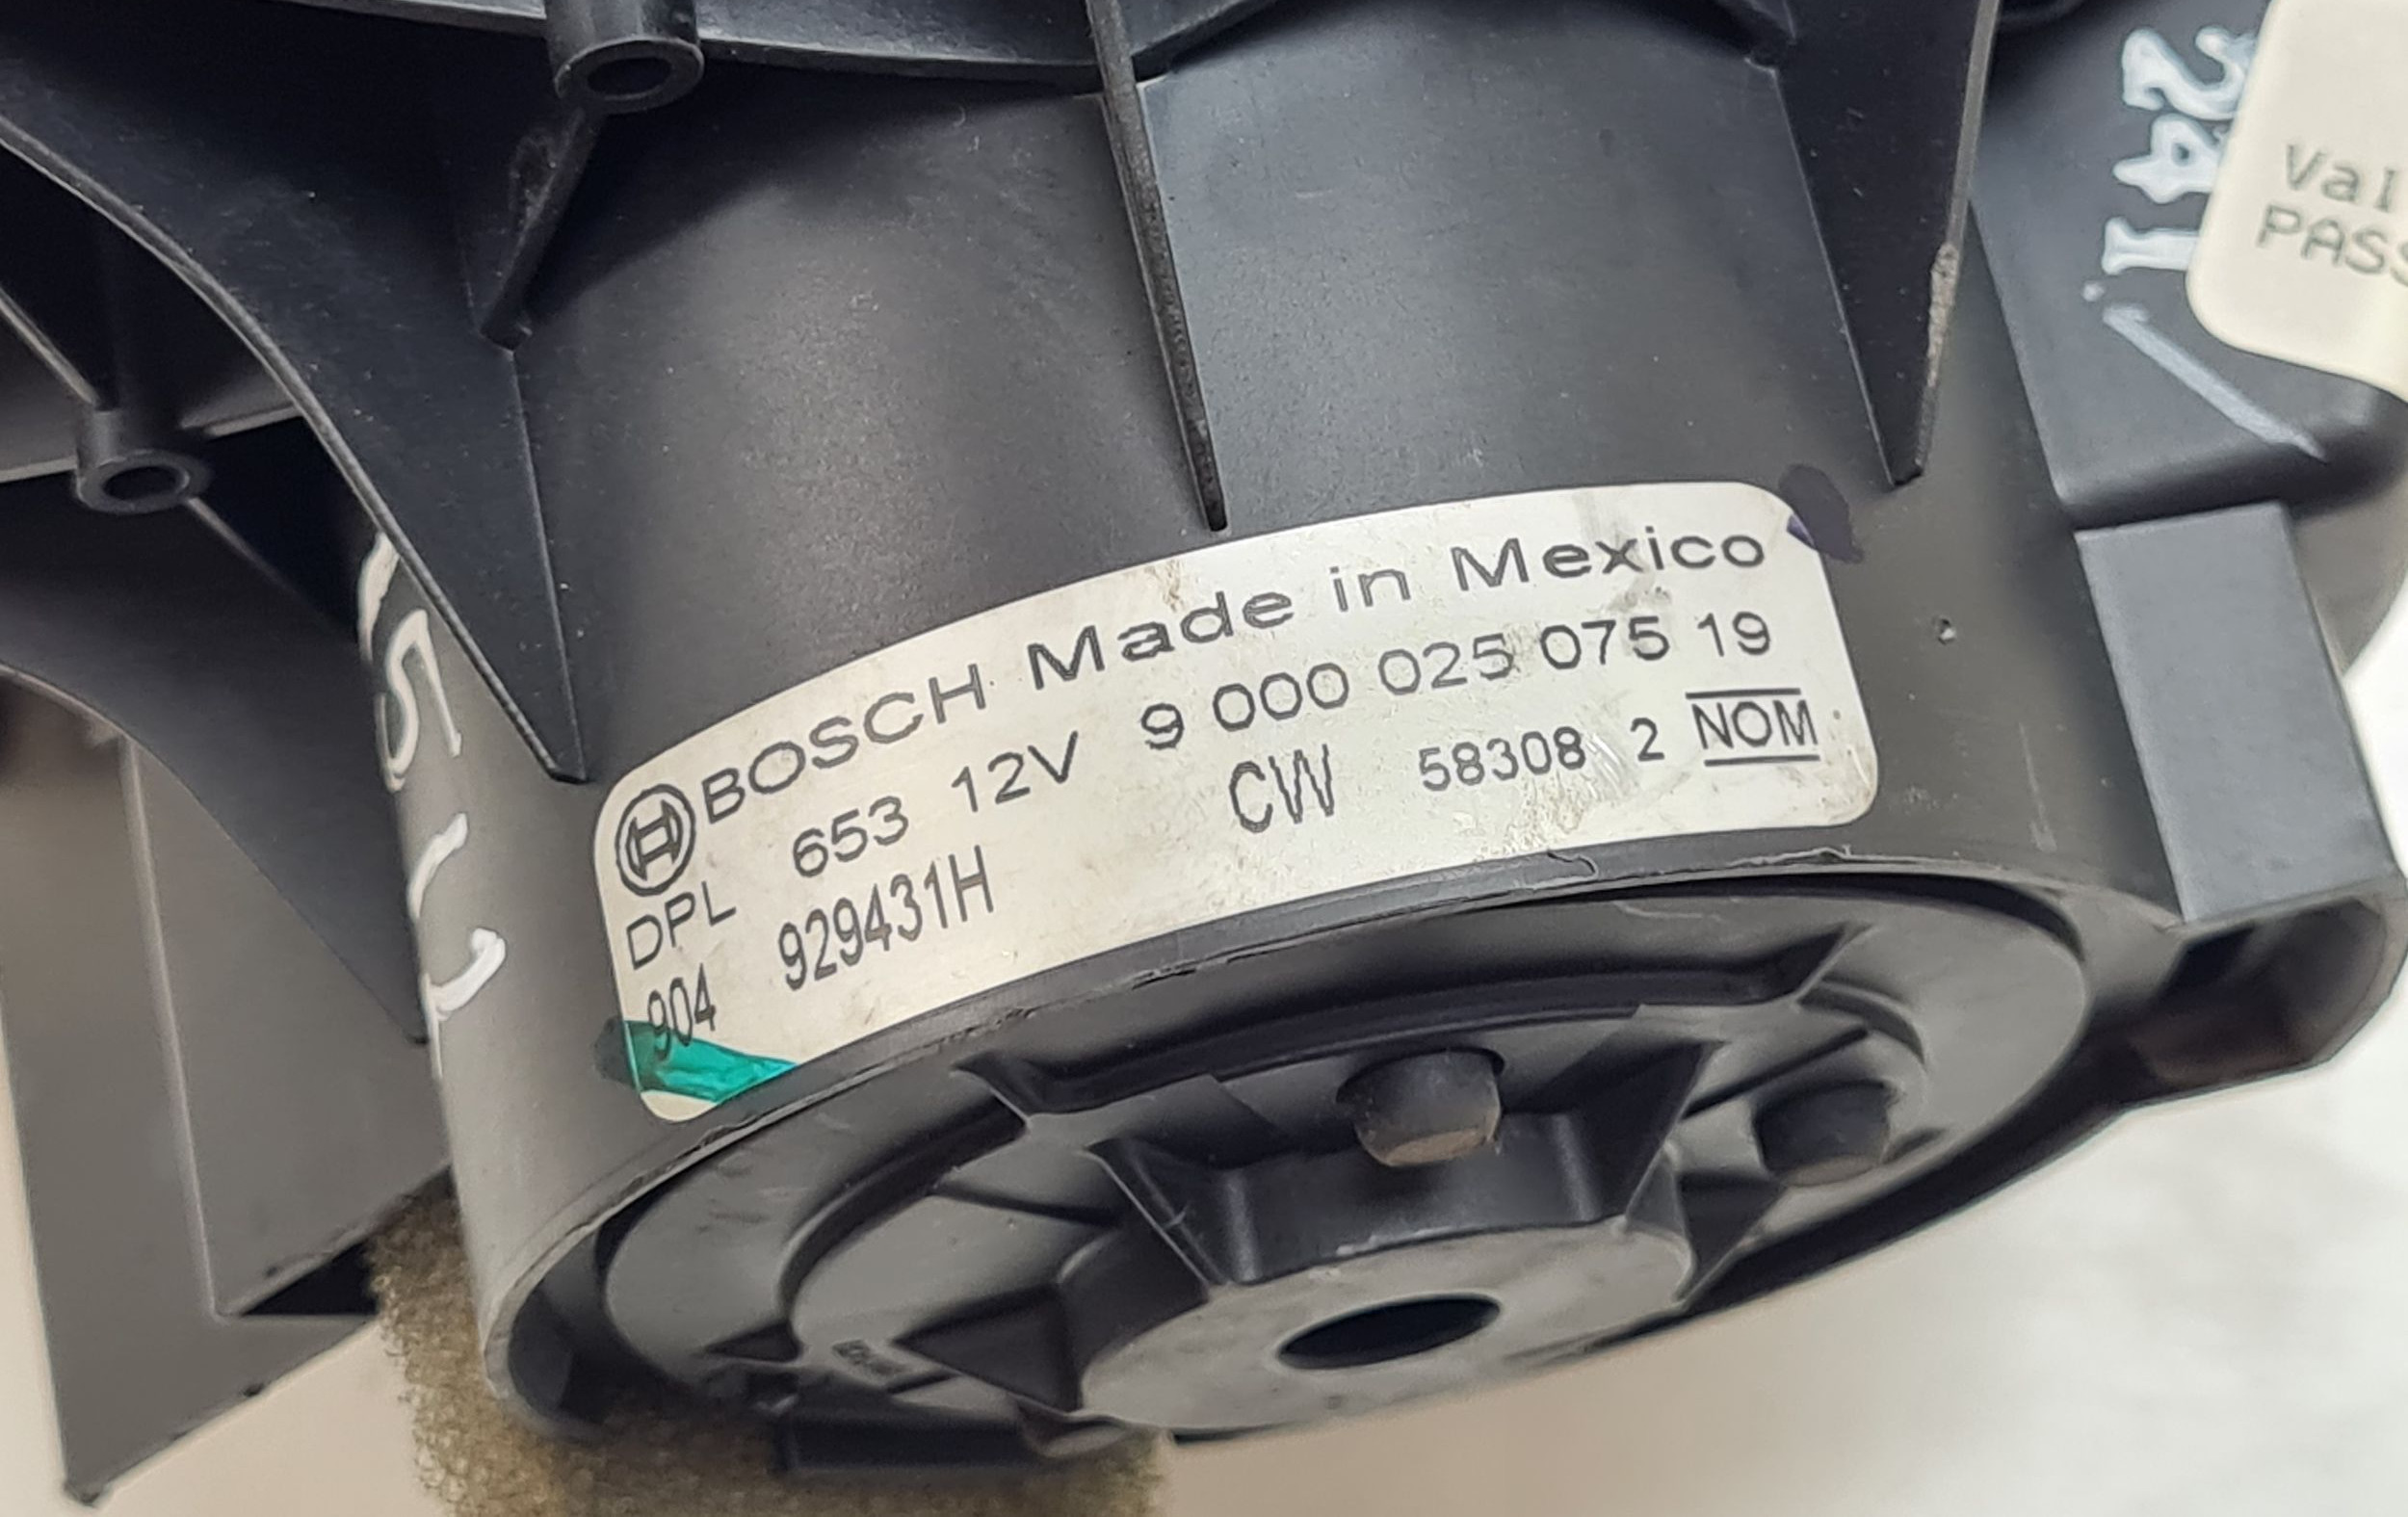 BOSCH Made in Mexico
DPL 653 12V 9 000 025 075 19
904 929431H CW 58308 2 NOM
241
PASS